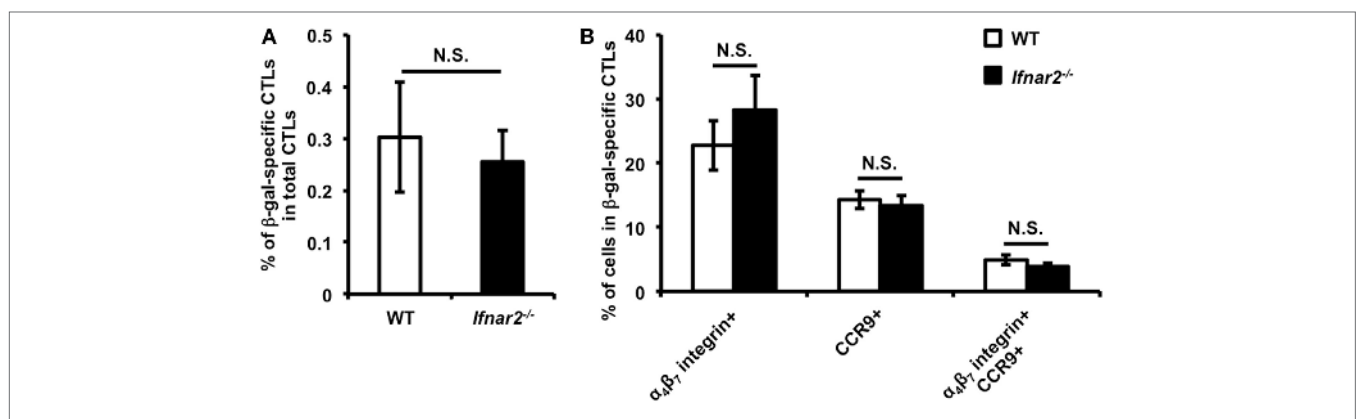 A
% of β-gal-specific CTLs
in total CTLs
0.5
0.4
0.3
0.2
0.1
0
N.S.
WT
Ifnar2-/-
B
% of cells in β-gal-specific CTLs
40
30
20
10
0
N.S.
N.S.
N.S.
α4β7 integrin+
CCR9+
α4β7 integrin+
CCR9+
WT
Ifnar2-/-